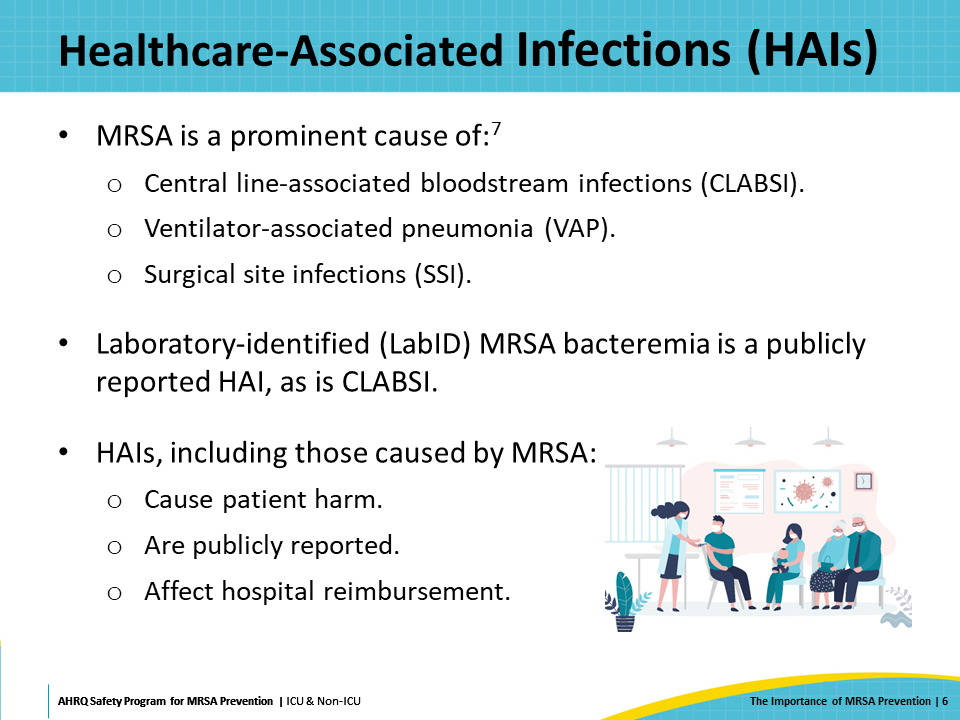 Healthcare-Associated Infections (HAIs)
• MRSA is a prominent cause of:7
o Central line-associated bloodstream infections (CLABSI).
o Ventilator-associated pneumonia (VAP).
o Surgical site infections (SSI).
• Laboratory-identified (LabID) MRSA bacteremia is a publicly
reported HAI, as is CLABSI.
• HAIs, including those caused by MRSA:
o Cause patient harm.
o Are publicly reported.
o Affect hospital reimbursement.
AHRQ Safety Program for MRSA Prevention | ICU & Non-ICU
The Importance of MRSA Prevention | 6